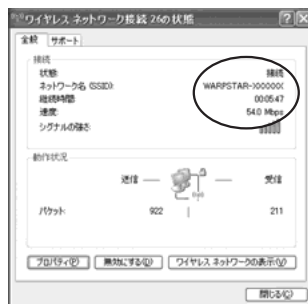 ワイヤレス ネットワーク接続 26の状態
全般 サポート
接続
状態: 接続
ネットワーク名 (SSID): WARPSTAR-XXXXXX
継続時間: 00:05:47
速度: 54.0 Mbps
シグナルの強さ:
動作状況
送信 — — 受信
パケット: 922 | 211
プロパティ(P) 無効にする(D) ワイヤレス ネットワークの表示(V)
閉じる(C)